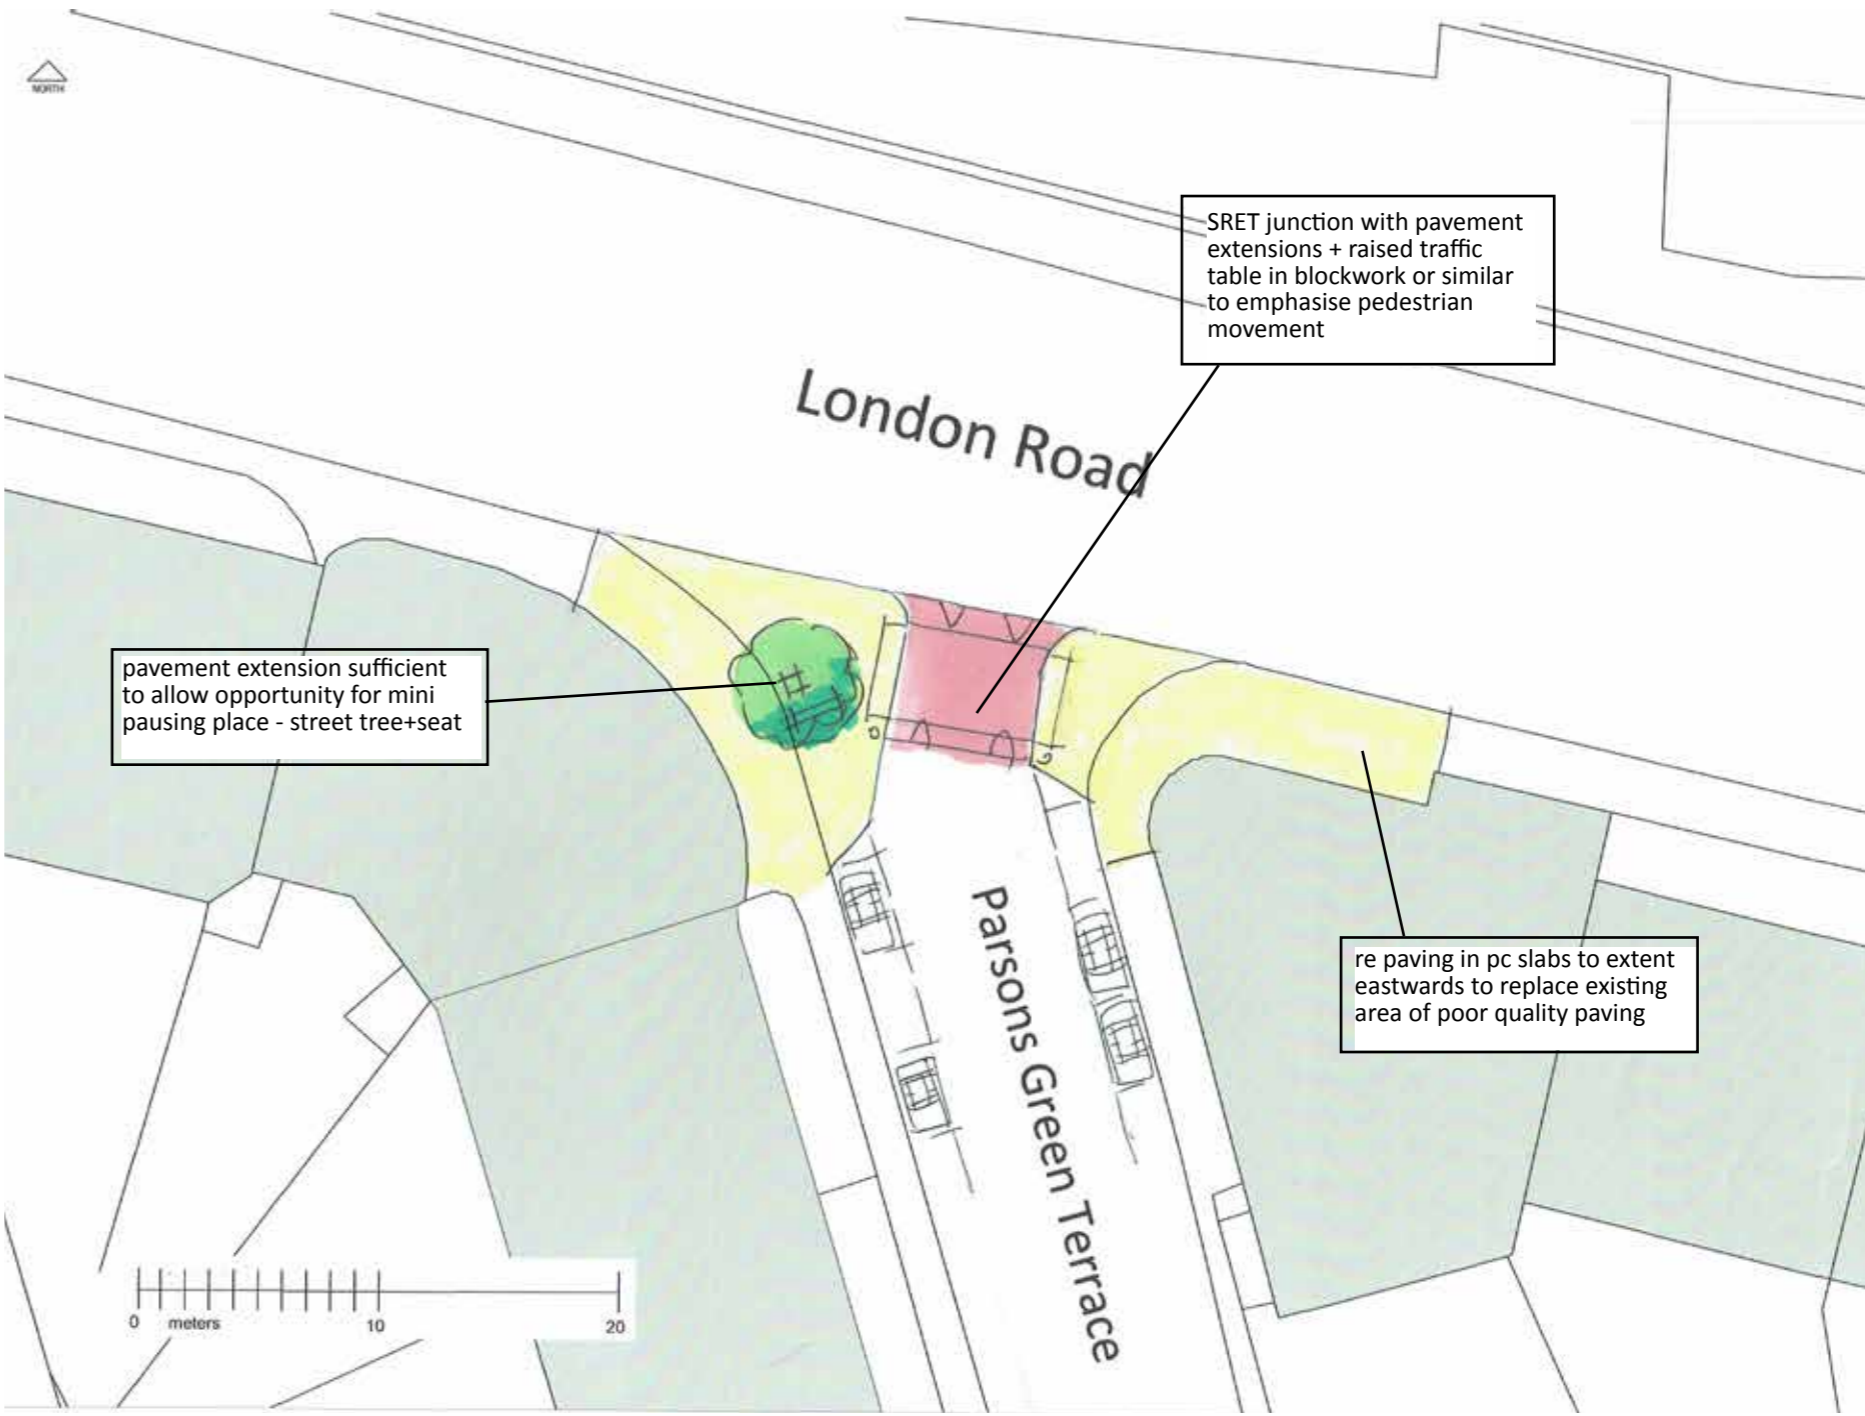 NORTH
SRET junction with pavement
extensions + raised traffic
table in blockwork or similar
to emphasise pedestrian
movement
London Road
pavement extension sufficient
to allow opportunity for mini
pausing place - street tree+seat
Parsons Green Terrace
re paving in pc slabs to extent
eastwards to replace existing
area of poor quality paving
0 meters 10 20